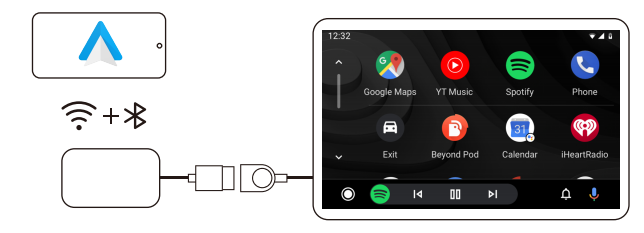 12:32
Google Maps
YT Music
Spotify
Phone
31
Exit
Beyond Pod
Calendar
iHeartRadio